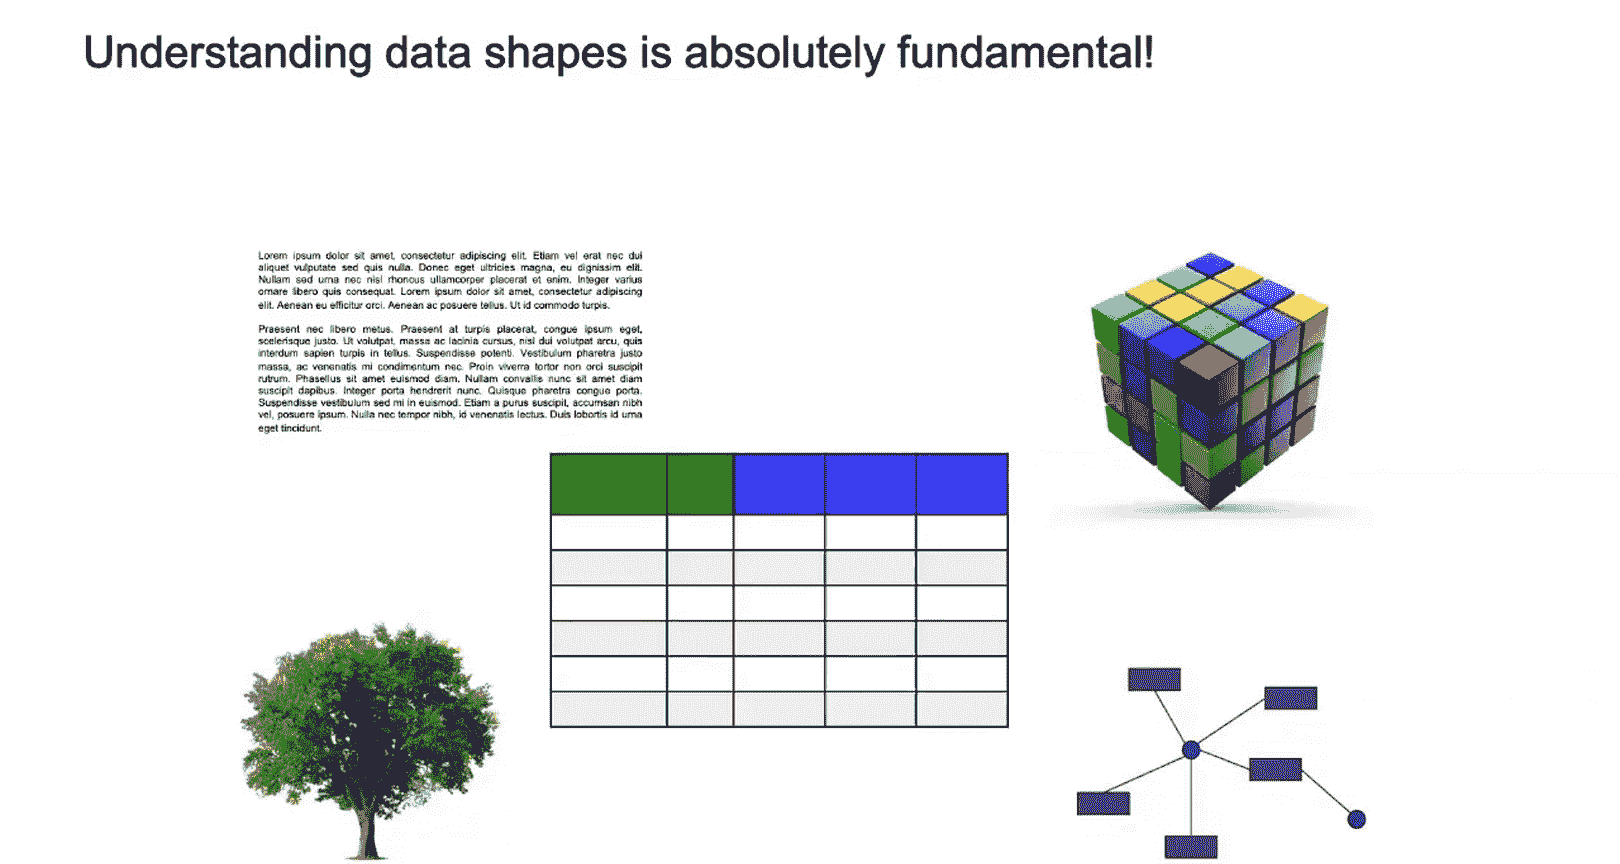 Understanding data shapes is absolutely fundamental!
Lorem ipsum dolor sit amet, consectetur adipiscing elit. Etiam vel erat nec dui
aliquet vulputate sed quis nulla. Donec eget ultricies magna, eu dignissim elit.
Nullam sed urna nec nisl rhoncus ullamcorper placerat et enim. Integer varius
ornare libero quis consequat. Lorem ipsum dolor sit amet, consectetur adipiscing
elit. Aenean eu efficitur orci. Aenean ac posuere tellus. Ut id commodo turpis.
Praesent nec libero metus. Praesent at turpis placerat, congue ipsum eget,
scelerisque justo. Ut volutpat, massa ac lacinia cursus, nisl dui volutpat arcu, quis
interdum sapien turpis in tellus. Suspendisse potenti. Vestibulum pharetra justo
massa, ac venenatis mi condimentum nec. Proin viverra tortor non orci suscipit
rutrum. Phasellus sit amet euismod diam. Nullam convallis nunc sit amet diam
suscipit dapibus. Integer porta hendrerit nunc. Quisque pharetra congue porta.
Suspendisse vestibulum sed mi in euismod. Etiam a purus suscipit, accumsan nibh
vel, posuere ipsum. Nulla nec tempor nibh, id venenatis lectus. Duis lobortis id urna
eget tincidunt.